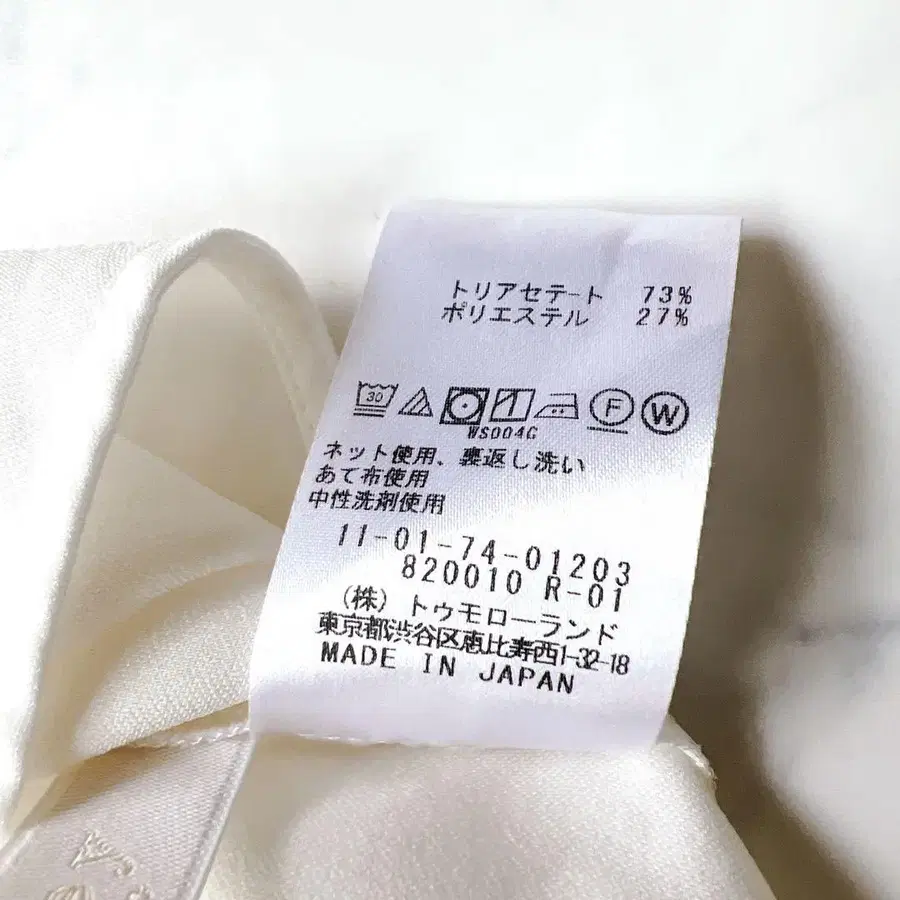 トリアセテート 73%
ポリエステル 27%
30 F W
WS004G
ネット使用、裏返し洗い
あて布使用
中性洗剤使用
11-01-74-01203
820010 R-01
(株) トゥモローランド
東京都渋谷区恵比寿西1-32-18
MADE IN JAPAN